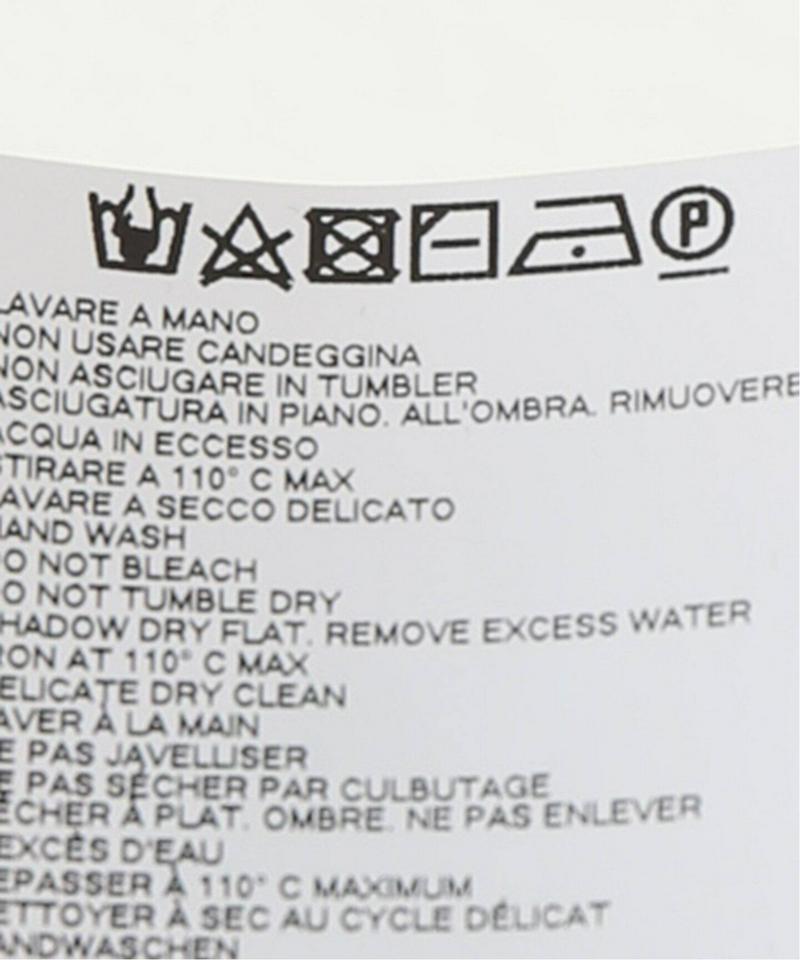 P
LAVARE A MANO
NON USARE CANDEGGINA
NON ASCIUGARE IN TUMBLER
ASCIUGATURA IN PIANO. ALL'OMBRA. RIMUOVERE
ACQUA IN ECCESSO
STIRARE A 110° C MAX
LAVARE A SECCO DELICATO
HAND WASH
DO NOT BLEACH
DO NOT TUMBLE DRY
SHADOW DRY FLAT. REMOVE EXCESS WATER
IRON AT 110° C MAX
DELICATE DRY CLEAN
LAVER À LA MAIN
NE PAS JAVELLISER
NE PAS SÉCHER PAR CULBUTAGE
SÉCHER À PLAT. OMBRE. NE PAS ENLEVER
EXCÉS D'EAU
REPASSER À 110° C MAXIMUM
NETTOYER À SEC AU CYCLE DÉLICAT
HANDWASCHEN